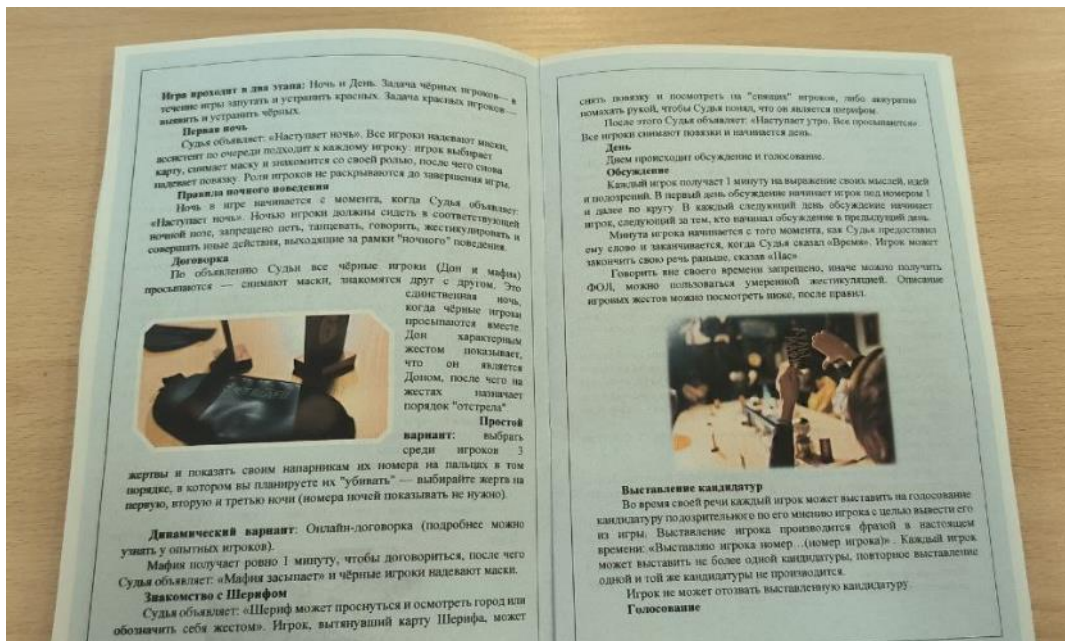 Игра проходит в два этапа: Ночь и День. Задача чёрных игроков— в
течение игры запутать и устранить красных. Задача красных игроков—
выявить и устранить чёрных.
Первая ночь
Судья объявляет: «Наступает ночь». Все игроки надевают маски,
ассистент по очереди подходит к каждому игроку: игрок выбирает
карту, снимает маску и знакомится со своей ролью, после чего снова
надевает повязку. Роли игроков не раскрываются до завершения игры.
Правила ночного поведения
Ночь в игре начинается с момента, когда Судья объявляет:
«Наступает ночь». Ночью игроки должны сидеть в соответствующей
ночной позе, запрещено петь, танцевать, говорить, жестикулировать и
совершать иные действия, выходящие за рамки "ночного" поведения.
Договорка
По объявлению Судьи все чёрные игроки (Дон и мафия)
просыпаются — снимают маски, знакомятся друг с другом. Это
единственная ночь,
когда чёрные игроки
просыпаются вместе.
Дон характерным
жестом показывает,
что он является
Доном, после чего на
жестах назначает
порядок "отстрела"
Простой
вариант: выбрать
среди игроков 3
жертвы и показать своим напарникам их номера на пальцах в том
порядке, в котором вы планируете их "убивать" — выбирайте жертв на
первую, вторую и третью ночи (номера ночей показывать не нужно).
Динамический вариант: Онлайн-договорка (подробнее можно
узнать у опытных игроков).
Мафия получает ровно 1 минуту, чтобы договориться, после чего
Судья объявляет: «Мафия засыпает» и чёрные игроки надевают маски.
Знакомство с Шерифом
Судья объявляет: «Шериф может проснуться и осмотреть город или
обозначить себя жестом». Игрок, вытянувший карту Шерифа, может
снять повязку и посмотреть на "спящих" игроков, либо аккуратно
помахать рукой, чтобы Судья понял, что он является шерифом.
После этого Судья объявляет: «Наступает утро. Все просыпаются».
Все игроки снимают повязки и начинается день.
День
Днем происходит обсуждение и голосование.
Обсуждение
Каждый игрок получает 1 минуту на выражение своих мыслей, идей
и подозрений. В первый день обсуждение начинает игрок под номером 1
и далее по кругу. В каждый следующий день обсуждение начинает
игрок, следующий за тем, кто начинал обсуждение в предыдущий день.
Минута игрока начинается с того момента, как Судья предоставил
ему слово и заканчивается, когда Судья сказал «Время». Игрок может
закончить свою речь раньше, сказав «Пас»
Говорить вне своего времени запрещено, иначе можно получить
ФОЛ, можно пользоваться умеренной жестикуляцией. Описание
игровых жестов можно посмотреть ниже, после правил.
Выставление кандидатур
Во время своей речи каждый игрок может выставить на голосование
кандидатуру подозрительного по его мнению игрока с целью вывести его
из игры. Выставление игрока производится фразой в настоящем
времени: «Выставляю игрока номер…(номер игрока)» . Каждый игрок
может выставить не более одной кандидатуры, повторное выставление
одной и той же кандидатуры не производится.
Игрок не может отозвать выставленную кандидатуру.
Голосование